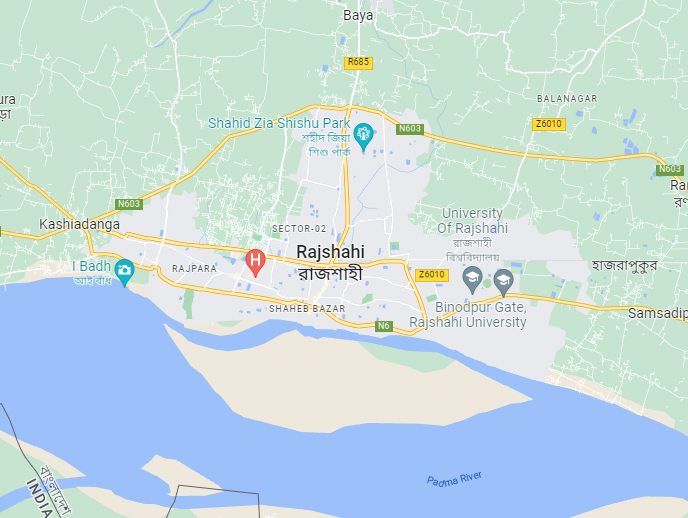 Baya
R685
ura
BALANAGAR
Shahid Zia Shishu Park
শহীদ জিয়া
শিশু পার্ক
Z6010
N603
N603
Ra
রণ
N603
Kashiadanga
SECTOR-02
University
Of Rajshahi
রাজশাহী
বিশ্ববিদ্যালয়
Rajshahi
রাজশাহী
I Badh
আইবাঁধ
RAJPARA
H
Z6010
হাজরাপুকুর
SHAHEB BAZAR
N6
Binodpur Gate,
Rajshahi University
Samsadip
Padma River
বাংলাদেশ
INDIA